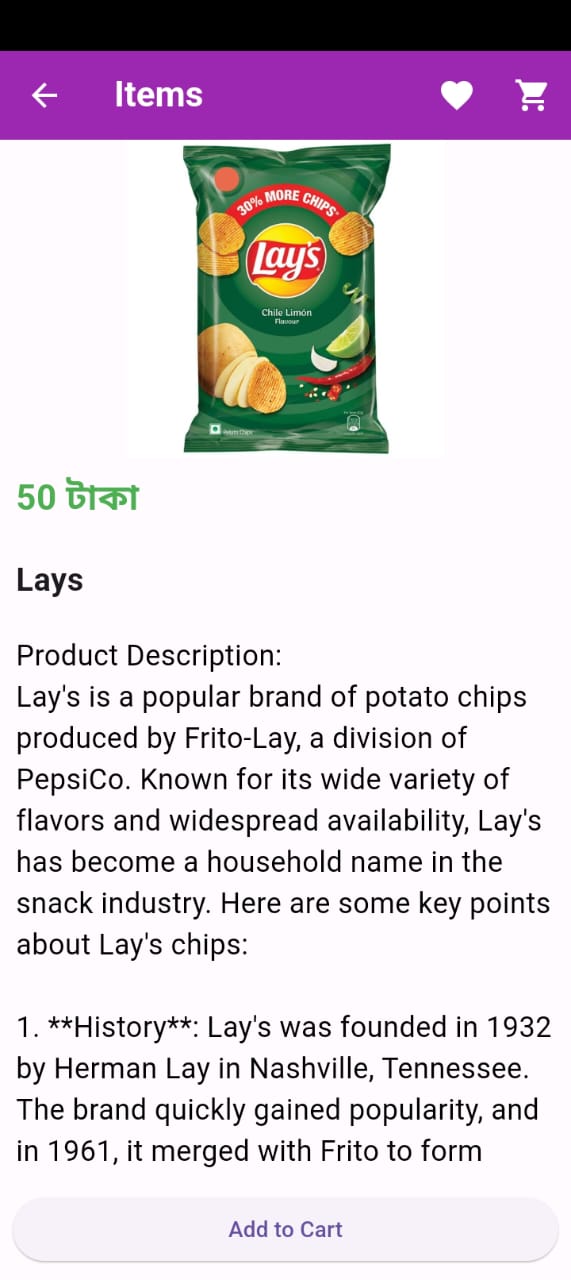 Items
30% MORE CHIPS*
Lay's
Chile Limón
Flavour
50 টাকা
Lays
Product Description:
Lay's is a popular brand of potato chips
produced by Frito-Lay, a division of
PepsiCo. Known for its wide variety of
flavors and widespread availability, Lay's
has become a household name in the
snack industry. Here are some key points
about Lay's chips:
1. **History**: Lay's was founded in 1932
by Herman Lay in Nashville, Tennessee.
The brand quickly gained popularity, and
in 1961, it merged with Frito to form
Add to Cart